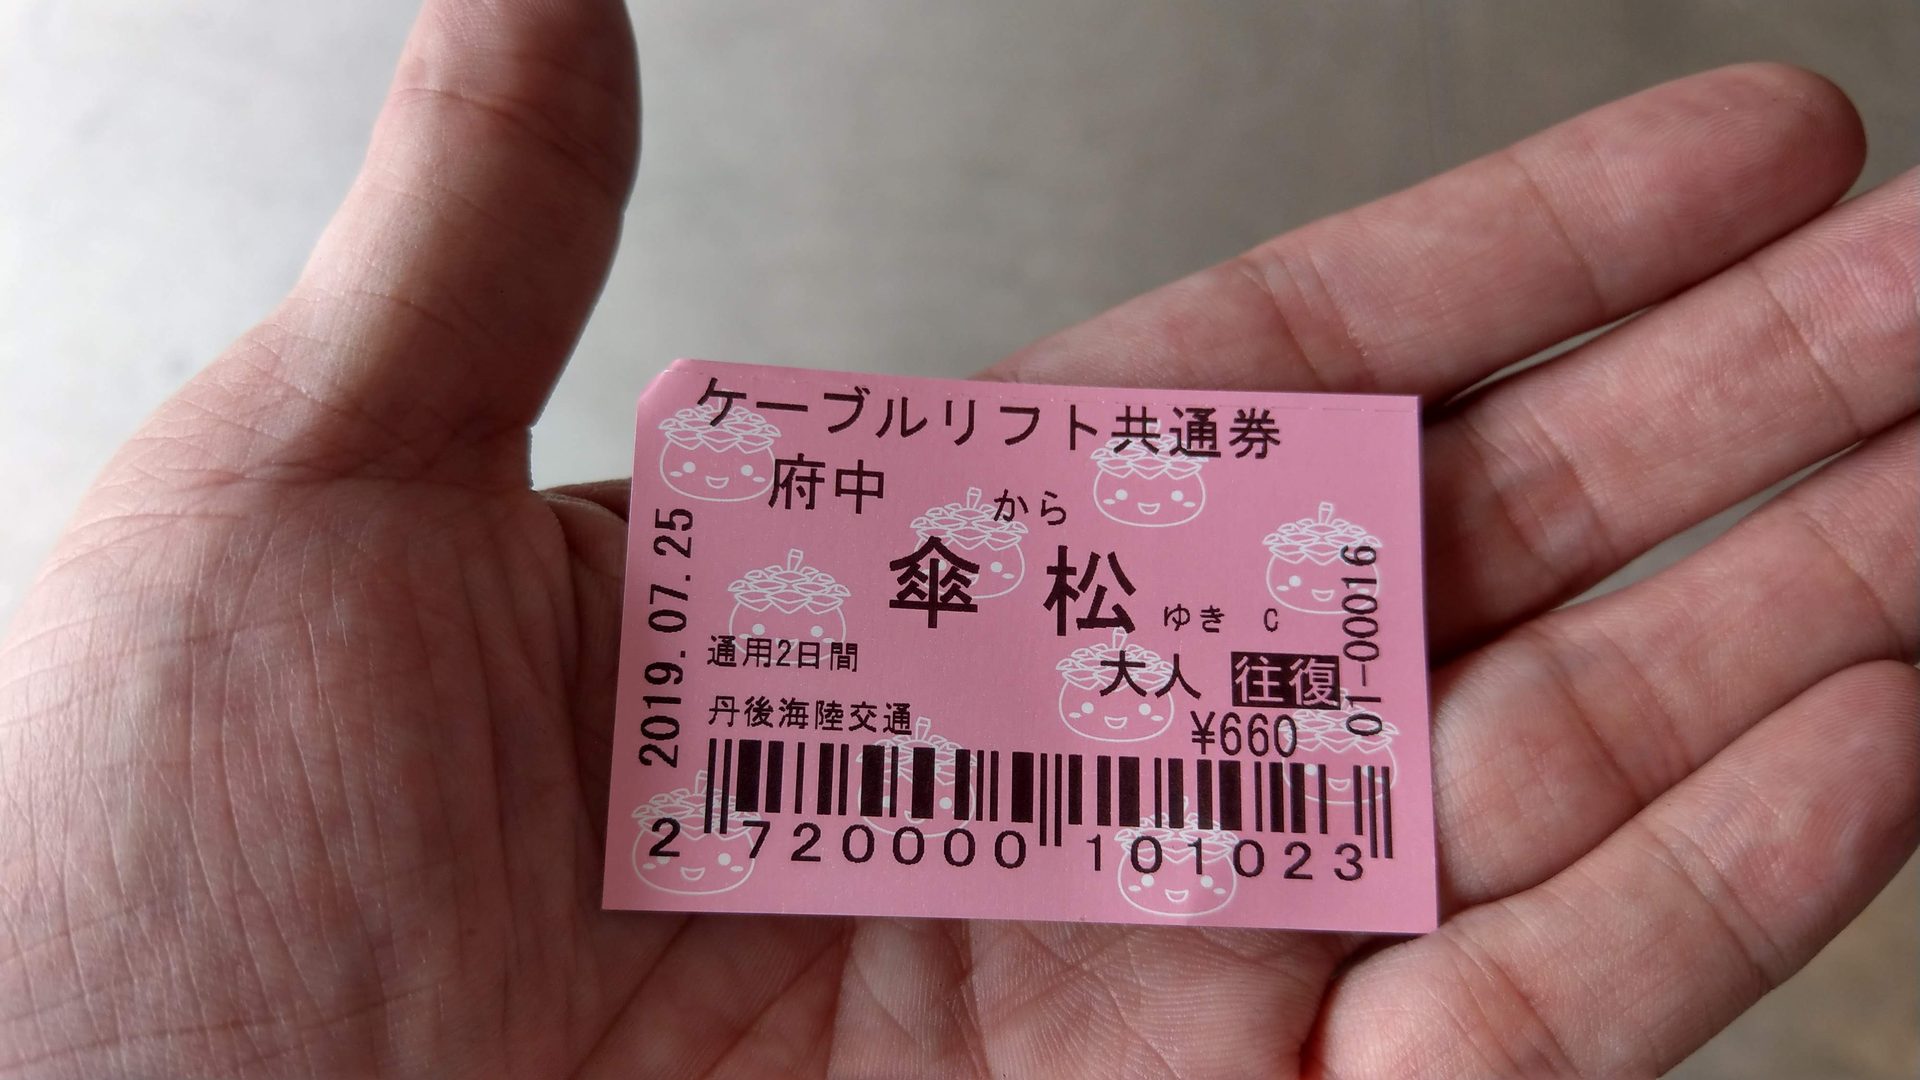 ケーブルリフト共通券
府中 から
傘 松 ゆき C
通用2日間
大人 往復
丹後海陸交通
¥660
2019.07.25
01-00016
2 720000 101023